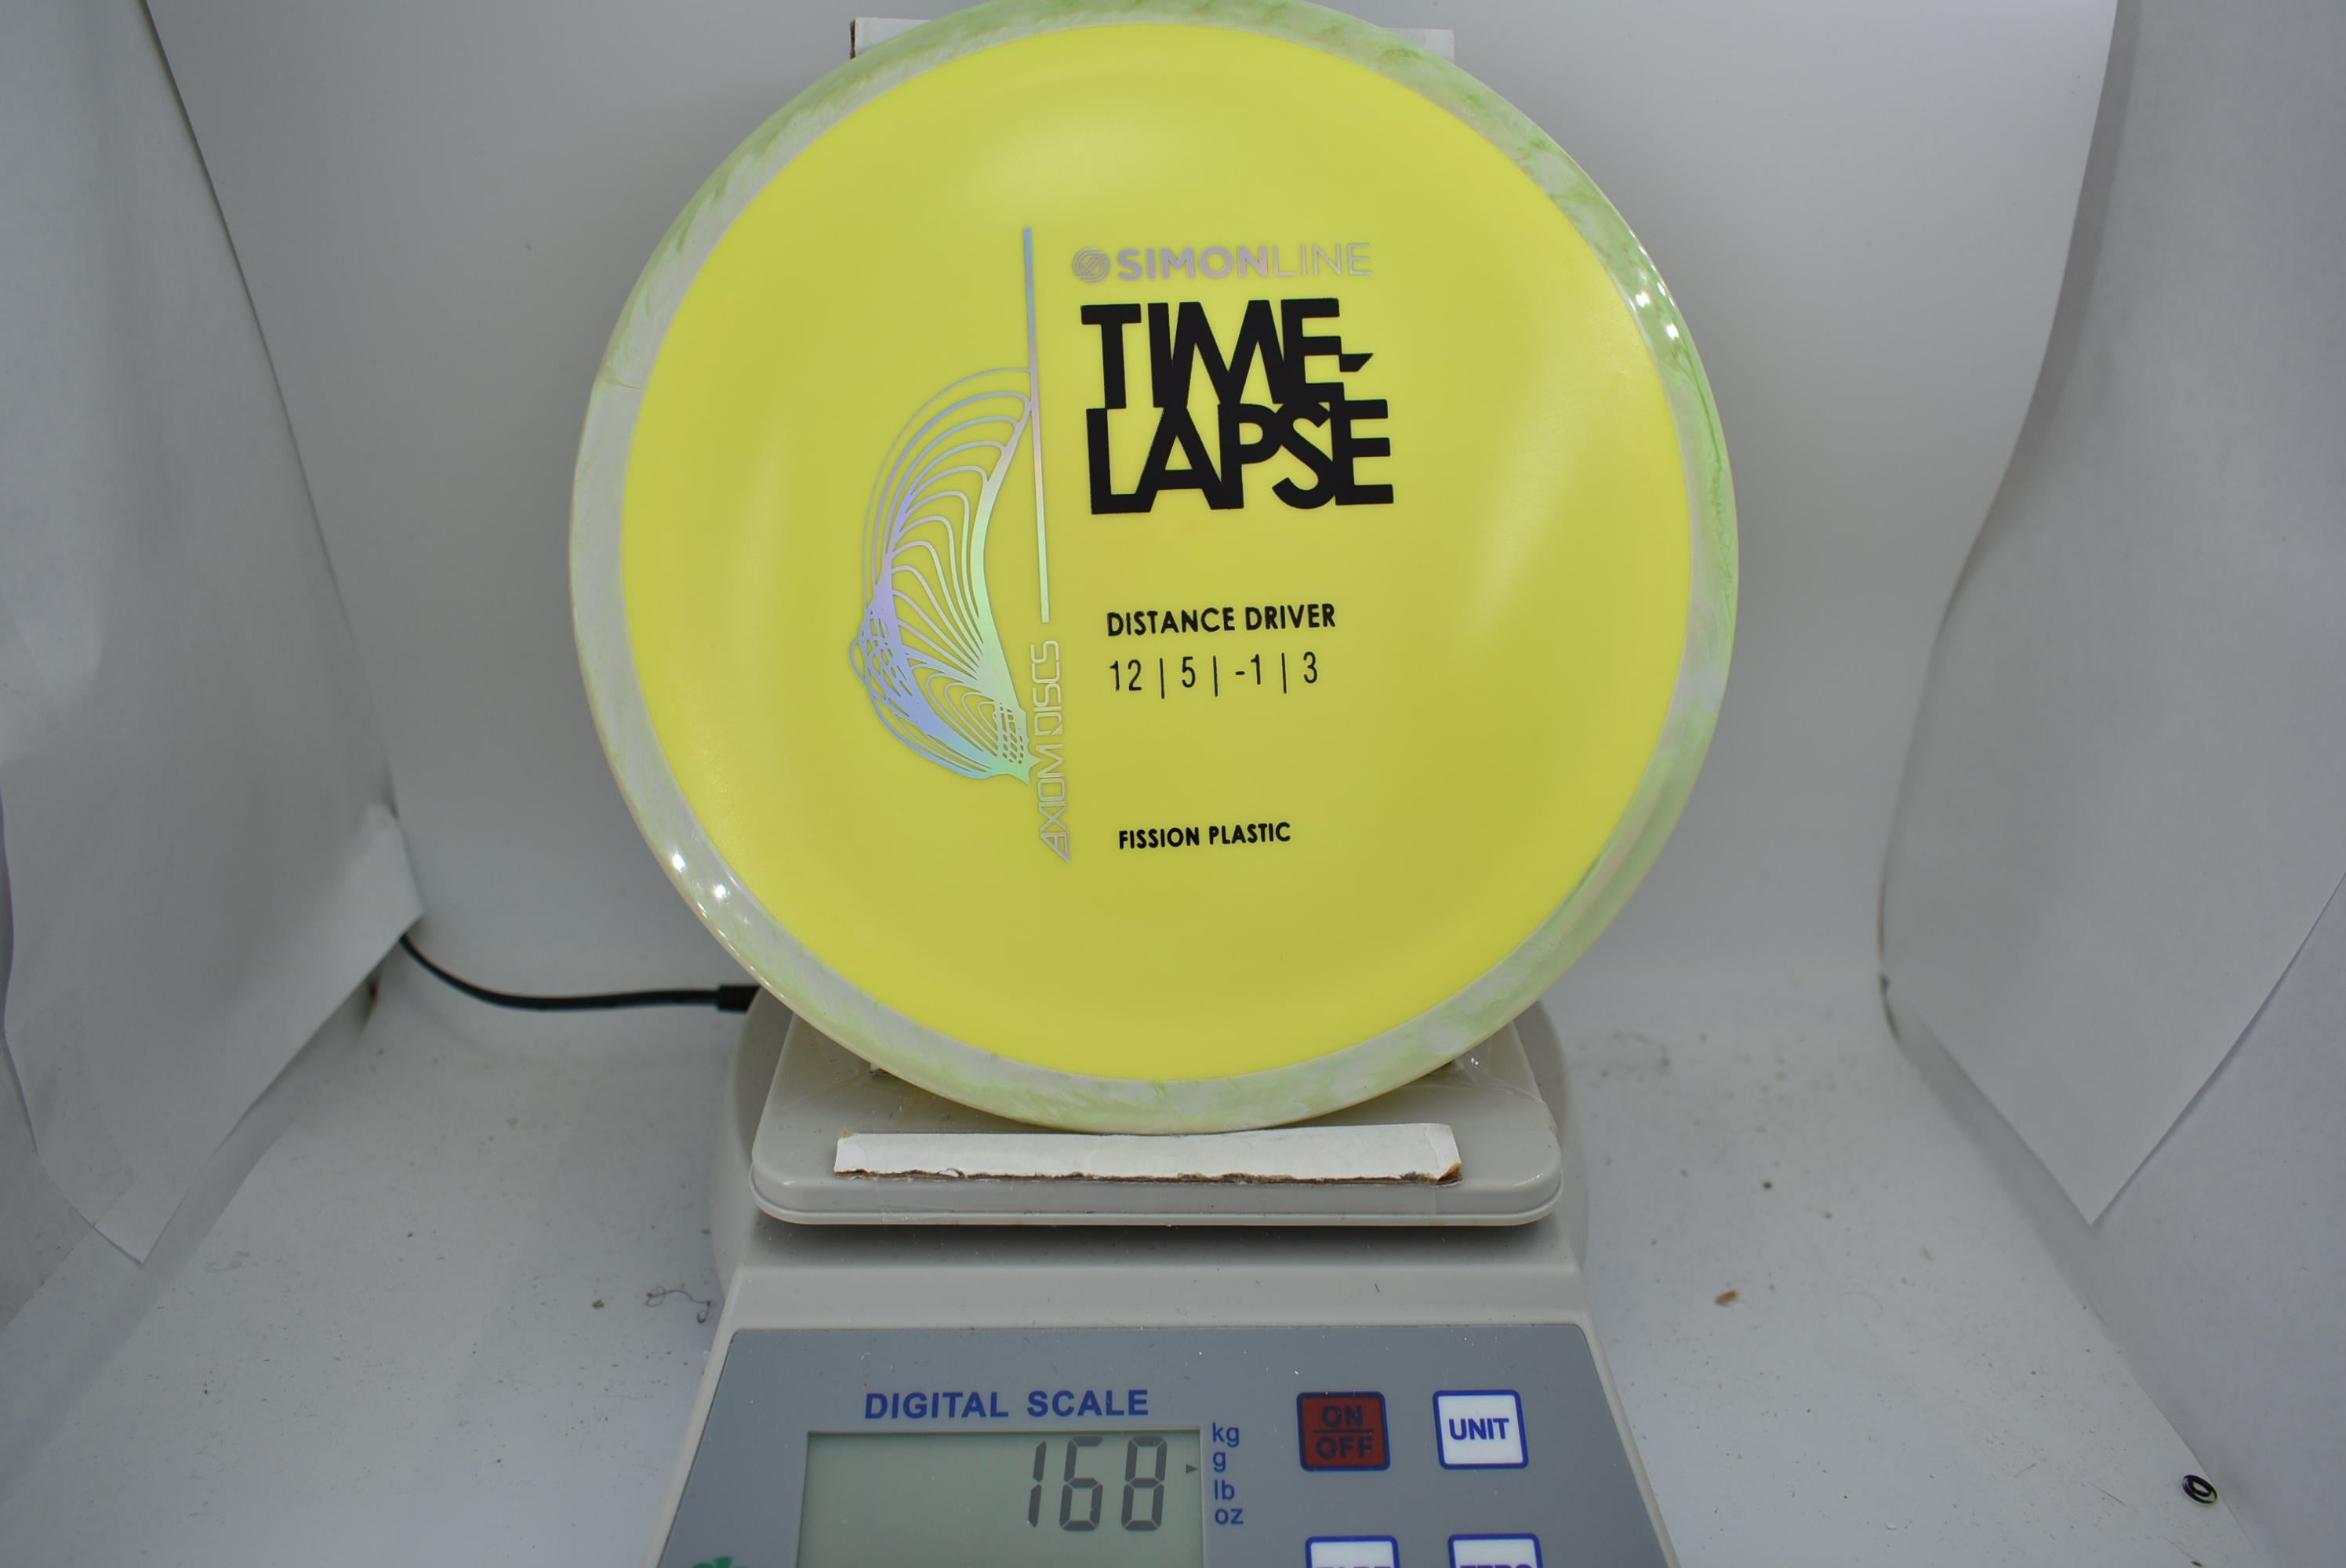 SIMONLINE
TIME-
LAPSE
DISTANCE DRIVER
12 | 5 | -1 | 3
AXIOM DISCS
FISSION PLASTIC
DIGITAL SCALE
168
kg
g
lb
oz
ON
OFF
UNIT